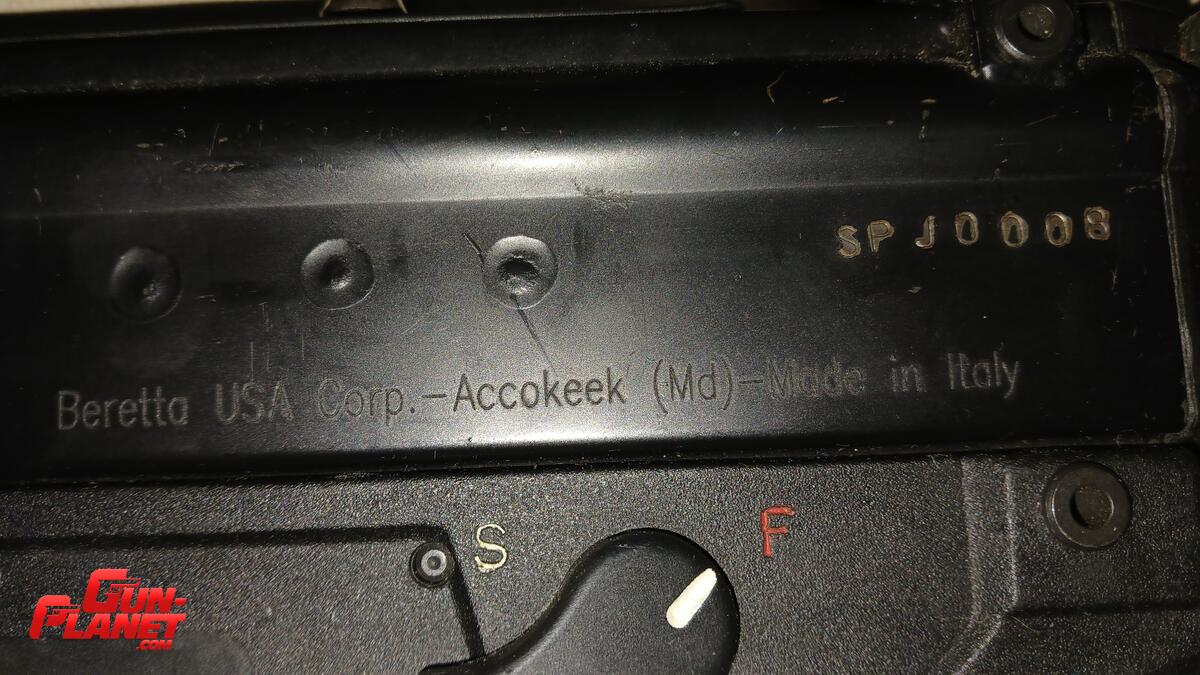 SPJ0008
Beretta USA Corp.-Accokeek (Md)-Made in Italy
S
F
GUN-
PLANET
.COM